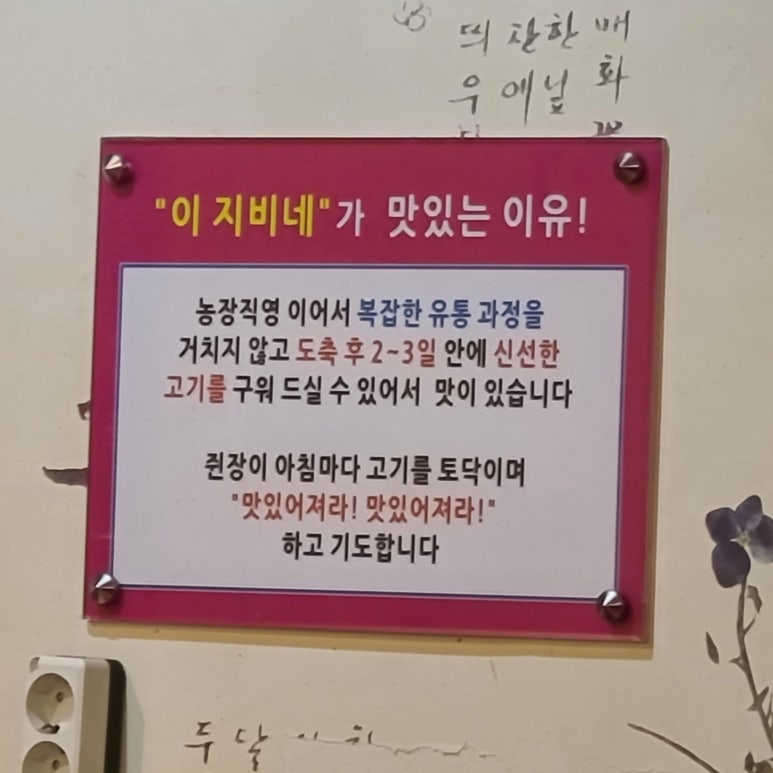 "이 지비네"가 맛있는 이유!
농장직영 이어서 복잡한 유통 과정을
거치지 않고 도축 후 2~3일 안에 신선한
고기를 구워 드실 수 있어서 맛이 있습니다
쥔장이 아침마다 고기를 토닥이며
"맛있어져라! 맛있어져라!"
하고 기도합니다
매화
두달